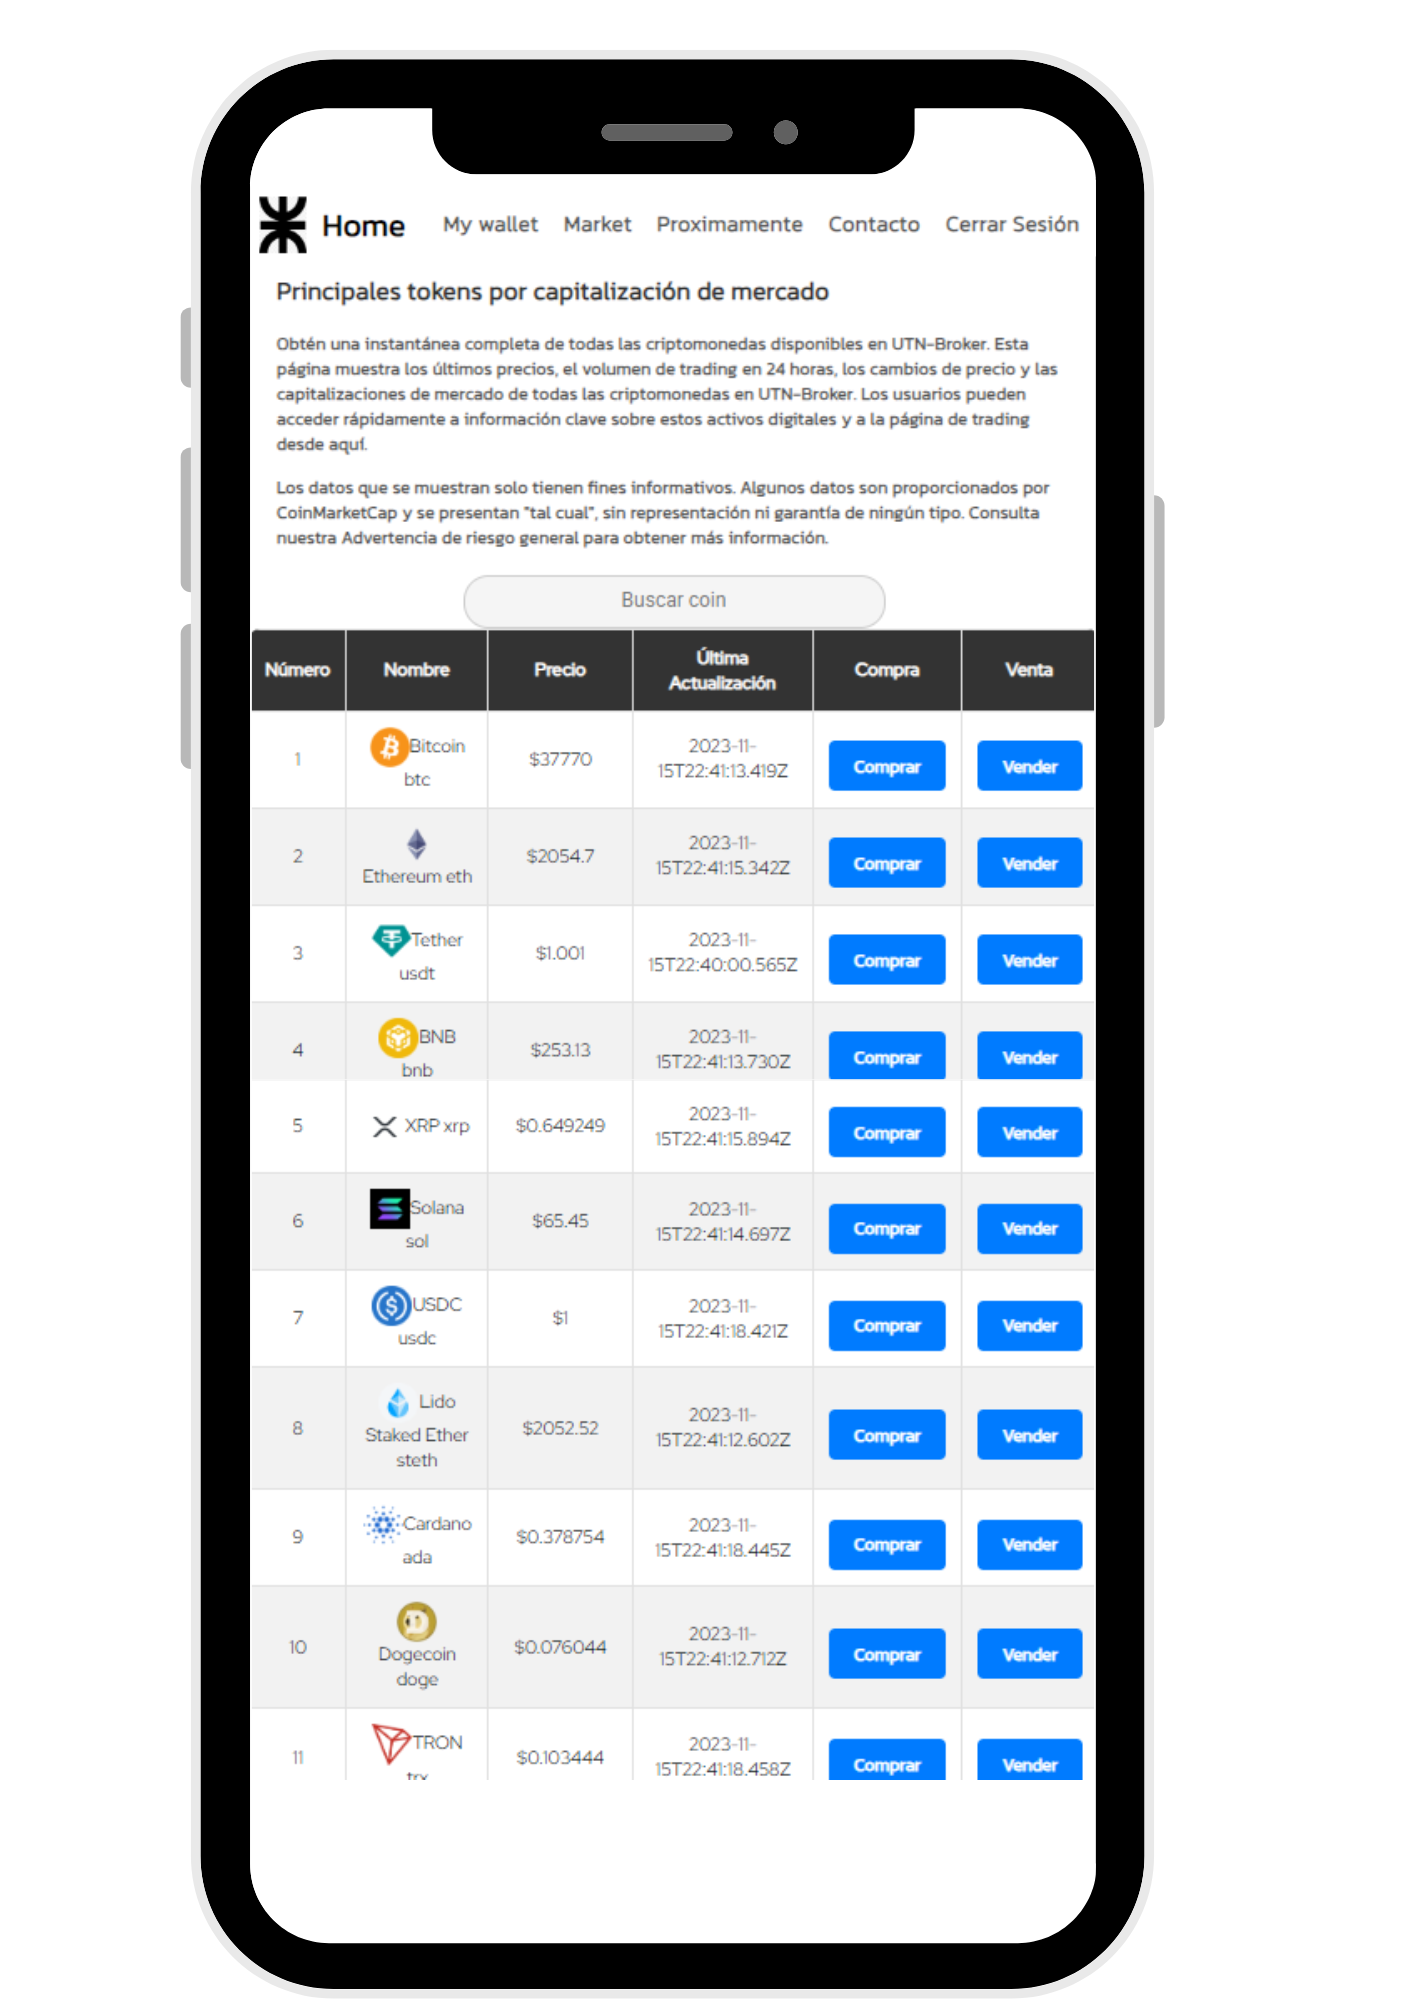 Home My wallet Market Proximamente Contacto Cerrar Sesión
Principales tokens por capitalización de mercado
Obtén una instantánea completa de todas las criptomonedas disponibles en UTN-Broker. Esta
página muestra los últimos precios, el volumen de trading en 24 horas, los cambios de precio y las
capitalizaciones de mercado de todas las criptomonedas en UTN-Broker. Los usuarios pueden
acceder rápidamente a información clave sobre estos activos digitales y a la página de trading
desde aquí.
Los datos que se muestran solo tienen fines informativos. Algunos datos son proporcionados por
CoinMarketCap y se presentan "tal cual", sin representación ni garantía de ningún tipo. Consulta
nuestra Advertencia de riesgo general para obtener más información.
Buscar coin
Número Nombre Precio Última Actualización Compra Venta
1 Bitcoin btc $37770 2023-11-15T22:41:13.419Z Comprar Vender
2 Ethereum eth $2054.7 2023-11-15T22:41:15.342Z Comprar Vender
3 Tether usdt $1.001 2023-11-15T22:40:00.565Z Comprar Vender
4 BNB bnb $253.13 2023-11-15T22:41:13.730Z Comprar Vender
5 XRP xrp $0.649249 2023-11-15T22:41:15.894Z Comprar Vender
6 Solana sol $65.45 2023-11-15T22:41:14.697Z Comprar Vender
7 USDC usdc $1 2023-11-15T22:41:18.421Z Comprar Vender
8 Lido Staked Ether steth $2052.52 2023-11-15T22:41:12.602Z Comprar Vender
9 Cardano ada $0.378754 2023-11-15T22:41:18.445Z Comprar Vender
10 Dogecoin doge $0.076044 2023-11-15T22:41:12.712Z Comprar Vender
11 TRON trx $0.103444 2023-11-15T22:41:18.458Z Comprar Vender